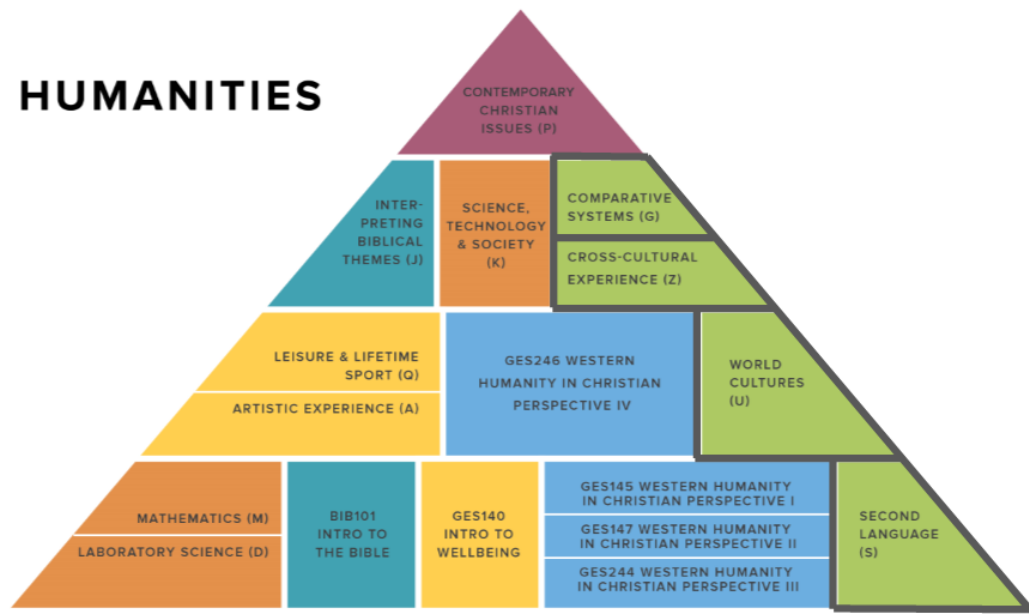 HUMANITIES
CONTEMPORARY
CHRISTIAN
ISSUES (P)
INTER-
PRETING
BIBLICAL
THEMES (J)
SCIENCE,
TECHNOLOGY
& SOCIETY
(K)
COMPARATIVE
SYSTEMS (G)
CROSS-CULTURAL
EXPERIENCE (Z)
LEISURE & LIFETIME
SPORT (Q)
ARTISTIC EXPERIENCE (A)
GES246 WESTERN
HUMANITY IN CHRISTIAN
PERSPECTIVE IV
WORLD
CULTURES
(U)
MATHEMATICS (M)
LABORATORY SCIENCE (D)
BIB101
INTRO TO
THE BIBLE
GES140
INTRO TO
WELLBEING
GES145 WESTERN HUMANITY
IN CHRISTIAN PERSPECTIVE I
GES147 WESTERN HUMANITY
IN CHRISTIAN PERSPECTIVE II
GES244 WESTERN HUMANITY
IN CHRISTIAN PERSPECTIVE III
SECOND
LANGUAGE
(S)